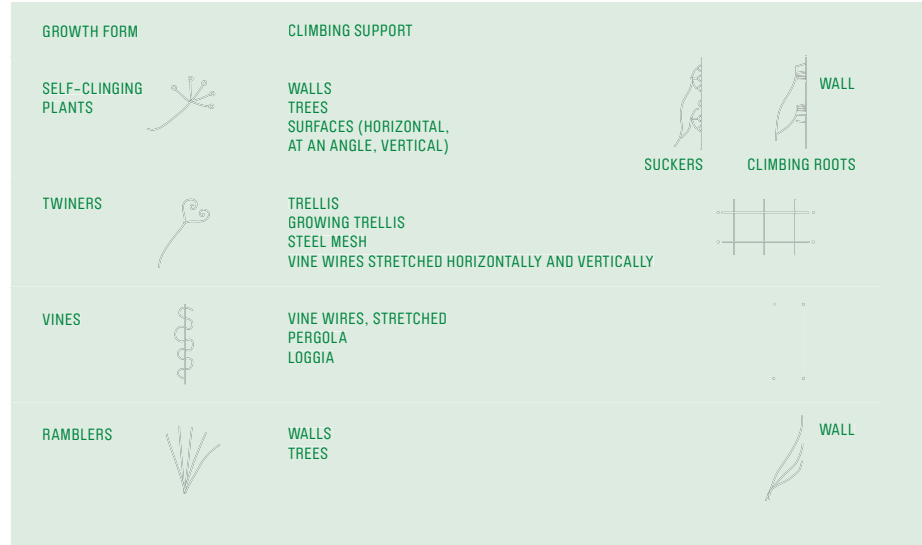 GROWTH FORM
CLIMBING SUPPORT
SELF-CLINGING
PLANTS
WALLS
TREES
SURFACES (HORIZONTAL,
AT AN ANGLE, VERTICAL)
WALL
SUCKERS
CLIMBING ROOTS
TWINERS
TRELLIS
GROWING TRELLIS
STEEL MESH
VINE WIRES STRETCHED HORIZONTALLY AND VERTICALLY
VINES
VINE WIRES, STRETCHED
PERGOLA
LOGGIA
RAMBLERS
WALLS
TREES
WALL